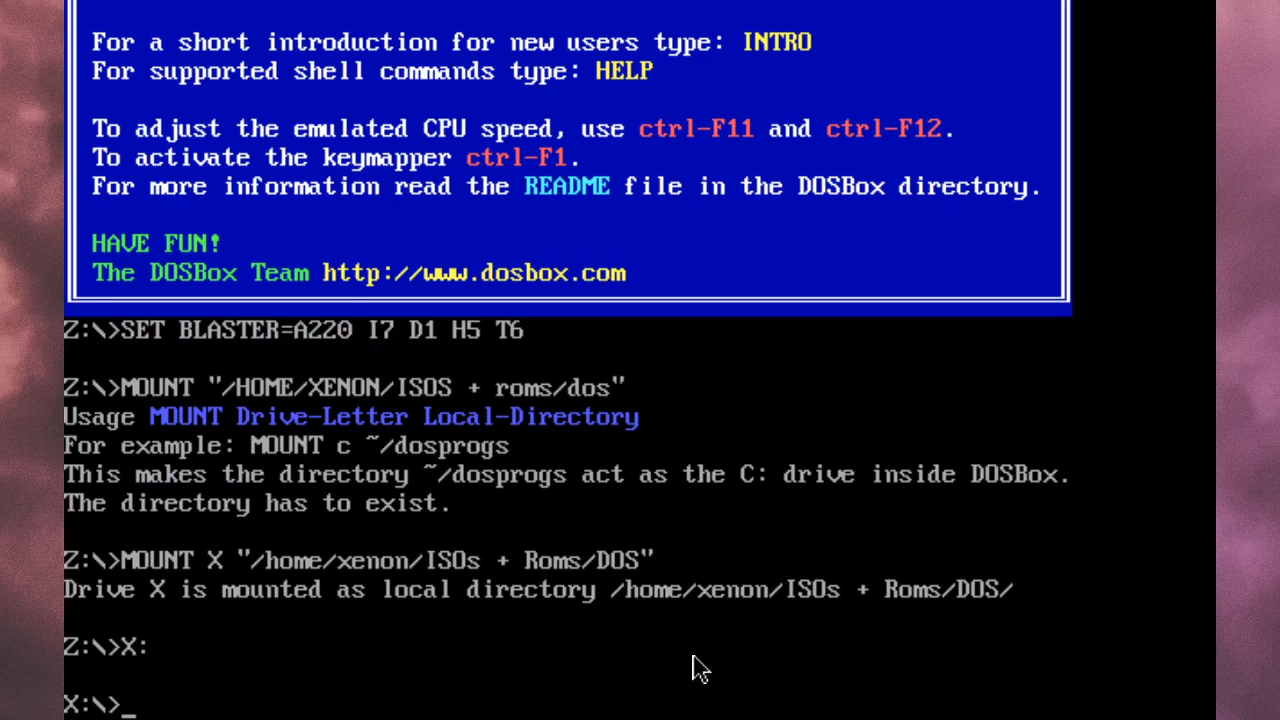 For a short introduction for new users type: INTRO
For supported shell commands type: HELP
To adjust the emulated CPU speed, use ctrl-F11 and ctrl-F12.
To activate the keymapper ctrl-F1.
For more information read the README file in the DOSBox directory.
HAVE FUN!
The DOSBox Team http://www.dosbox.com
Z:\>SET BLASTER=A220 I7 D1 H5 T6
Z:\>MOUNT "/HOME/XENON/ISOS + roms/dos"
Usage MOUNT Drive-Letter Local-Directory
For example: MOUNT c ~/dosprogs
This makes the directory ~/dosprogs act as the C: drive inside DOSBox.
The directory has to exist.
Z:\>MOUNT X "/home/xenon/ISOs + Roms/DOS"
Drive X is mounted as local directory /home/xenon/ISOs + Roms/DOS/
Z:\>X:
X:\>_